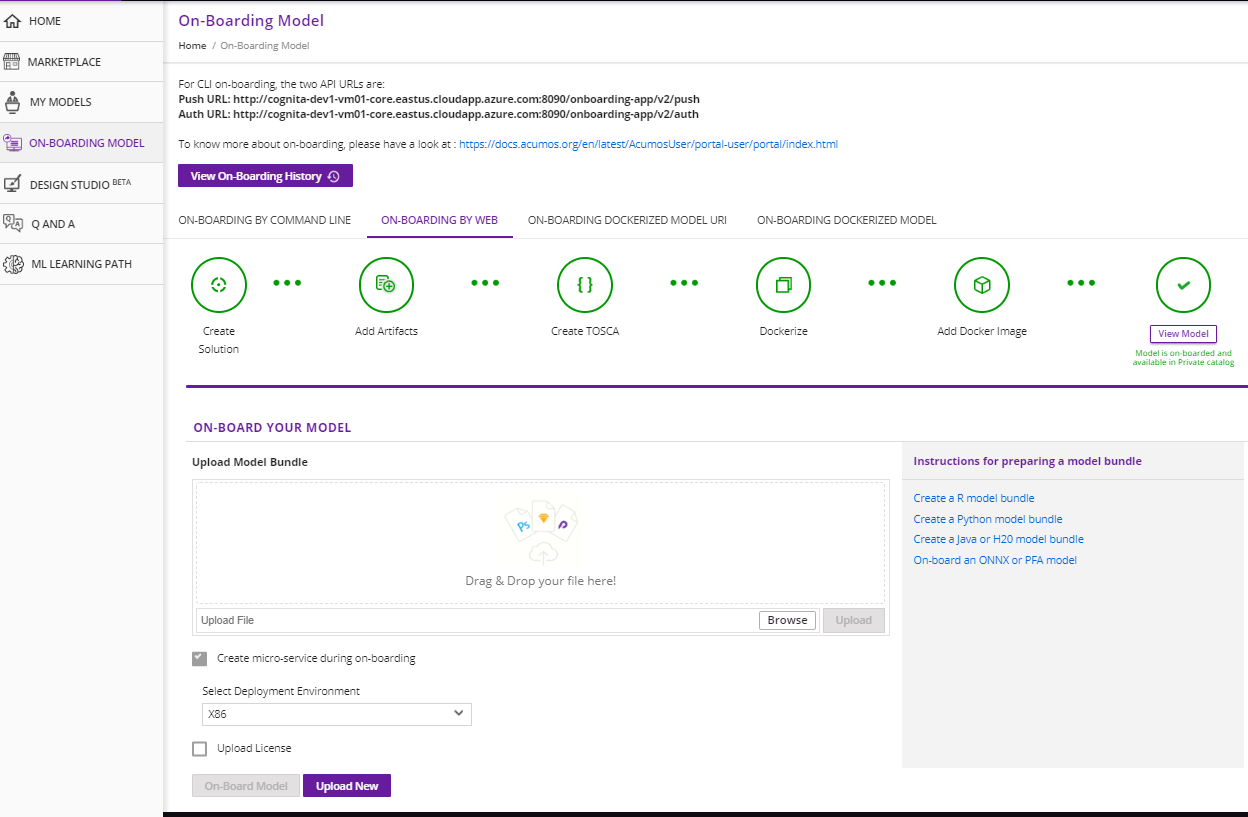 HOME
MARKETPLACE
MY MODELS
ON-BOARDING MODEL
DESIGN STUDIO BETA
Q AND A
ML LEARNING PATH
On-Boarding Model
Home / On-Boarding Model
For CLI on-boarding, the two API URLs are:
Push URL: http://cognita-dev1-vm01-core.eastus.cloudapp.azure.com:8090/onboarding-app/v2/push
Auth URL: http://cognita-dev1-vm01-core.eastus.cloudapp.azure.com:8090/onboarding-app/v2/auth
To know more about on-boarding, please have a look at : https://docs.acumos.org/en/latest/AcumosUser/portal-user/portal/index.html
View On-Boarding History
ON-BOARDING BY COMMAND LINE ON-BOARDING BY WEB ON-BOARDING DOCKERIZED MODEL URI ON-BOARDING DOCKERIZED MODEL
Create
Solution
Add Artifacts
Create TOSCA
Dockerize
Add Docker Image
View Model
Model is on-boarded and
available in Private catalog
ON-BOARD YOUR MODEL
Upload Model Bundle
Ps
Drag & Drop your file here!
Upload File Browse Upload
Create micro-service during on-boarding
Select Deployment Environment
X86
Upload License
On-Board Model Upload New
Instructions for preparing a model bundle
Create a R model bundle
Create a Python model bundle
Create a Java or H20 model bundle
On-board an ONNX or PFA model